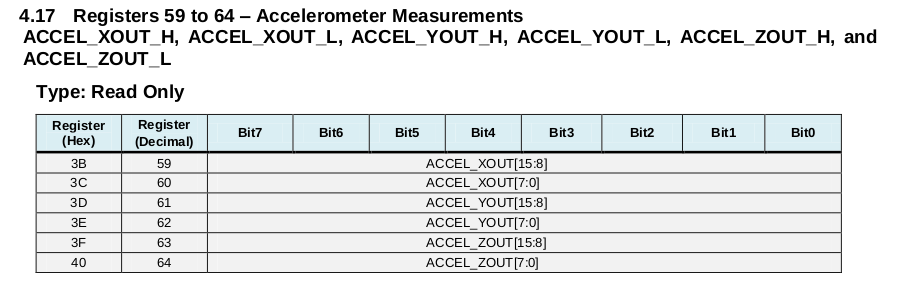 4.17 Registers 59 to 64 – Accelerometer Measurements
ACCEL_XOUT_H, ACCEL_XOUT_L, ACCEL_YOUT_H, ACCEL_YOUT_L, ACCEL_ZOUT_H, and
ACCEL_ZOUT_L
Type: Read Only
Register (Hex) Register (Decimal) Bit7 Bit6 Bit5 Bit4 Bit3 Bit2 Bit1 Bit0
3B 59 ACCEL_XOUT[15:8]
3C 60 ACCEL_XOUT[7:0]
3D 61 ACCEL_YOUT[15:8]
3E 62 ACCEL_YOUT[7:0]
3F 63 ACCEL_ZOUT[15:8]
40 64 ACCEL_ZOUT[7:0]